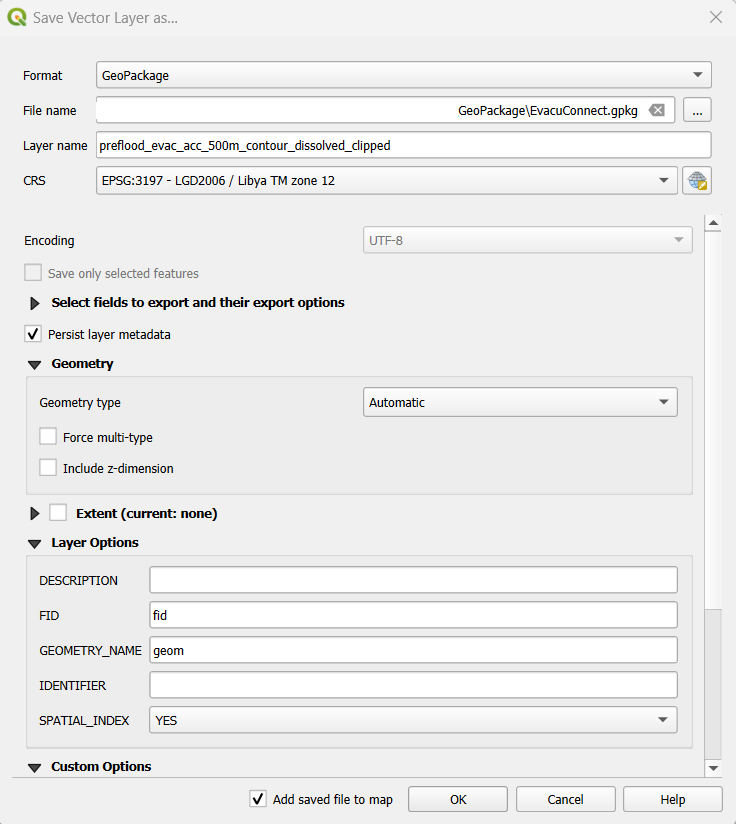 Save Vector Layer as...
Format GeoPackage
File name GeoPackage\EvacuConnect.gpkg ...
Layer name preflood_evac_acc_500m_contour_dissolved_clipped
CRS EPSG:3197 - LGD2006 / Libya TM zone 12
Encoding UTF-8
Save only selected features
Select fields to export and their export options
Persist layer metadata
Geometry
Geometry type Automatic
Force multi-type
Include z-dimension
Extent (current: none)
Layer Options
DESCRIPTION
FID fid
GEOMETRY_NAME geom
IDENTIFIER
SPATIAL_INDEX YES
Custom Options
Add saved file to map OK Cancel Help